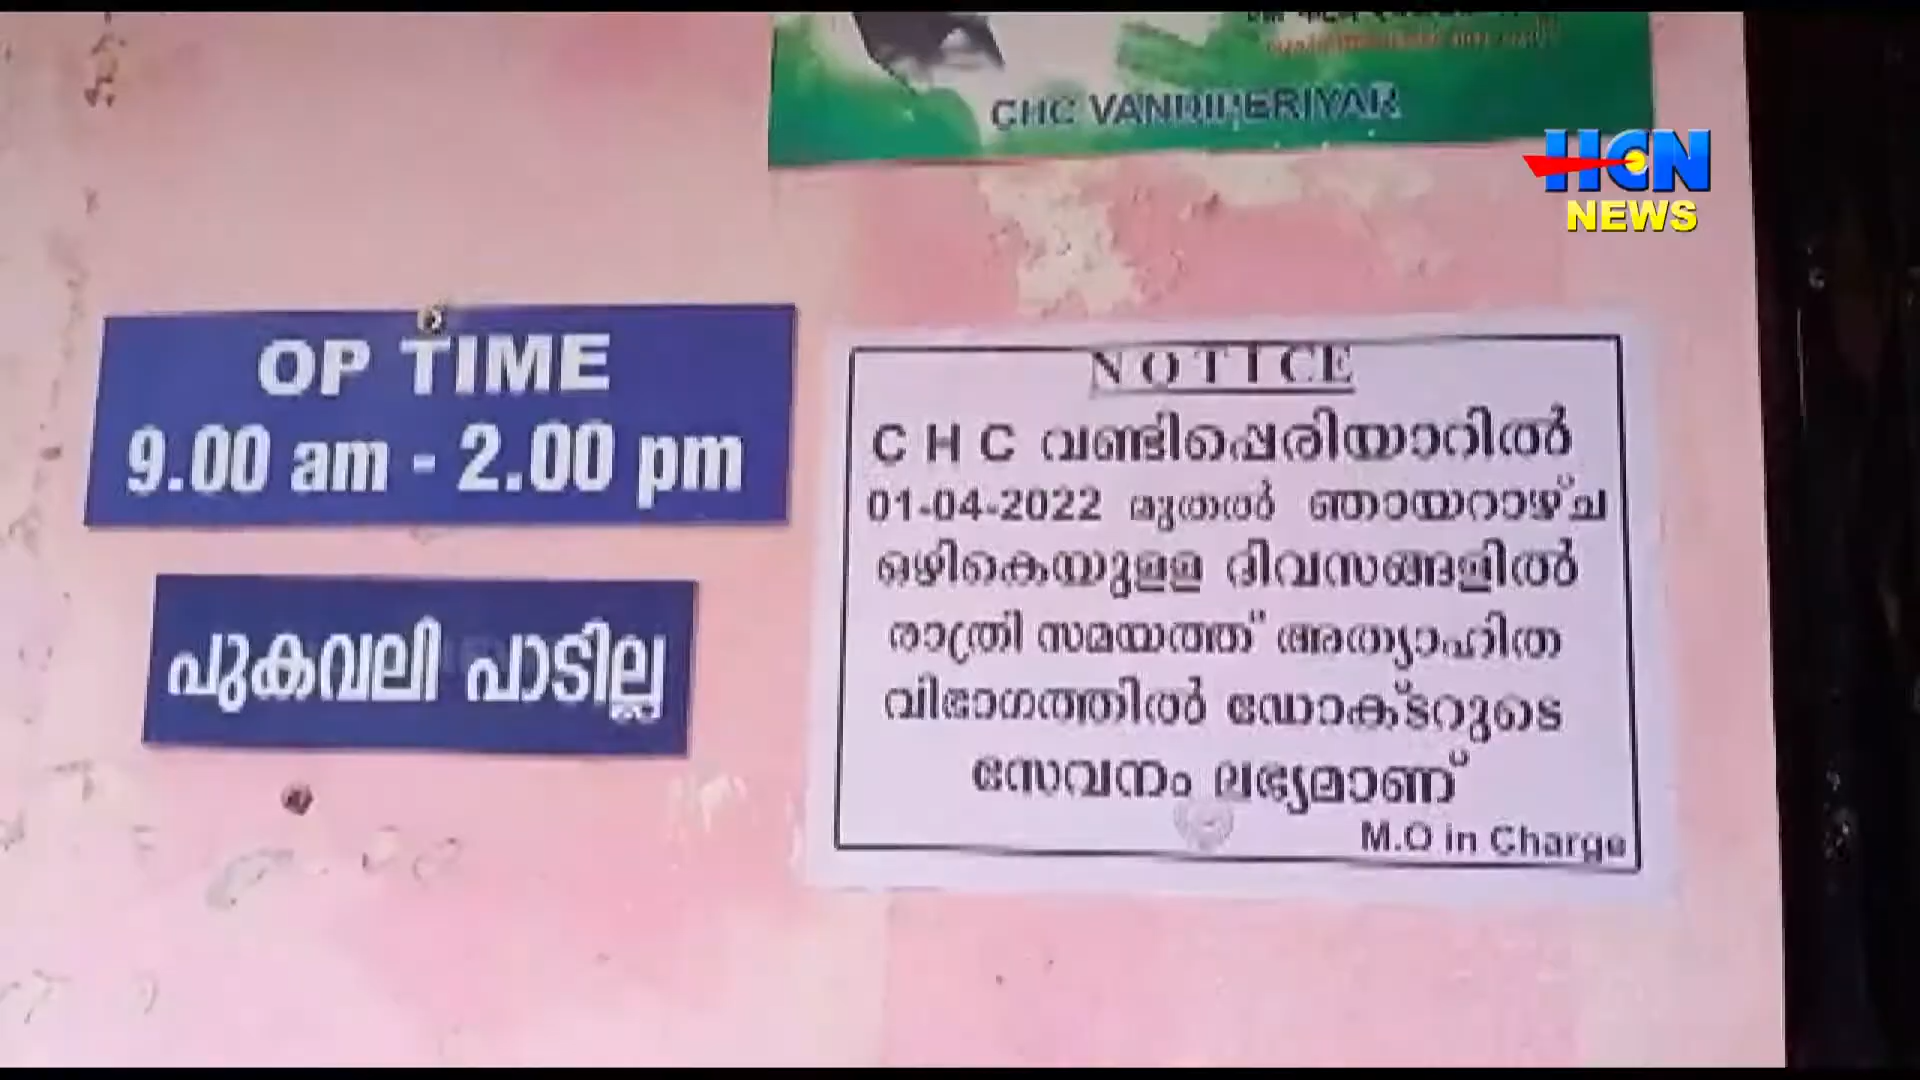 CHC VANDIPERIYAR
HCN
NEWS
OP TIME
9.00 am - 2.00 pm
പുകവലി പാടില്ല
NOTICE
C H C വണ്ടിപ്പെരിയാറിൽ
01-04-2022 മുതൽ ഞായറാഴ്ച
ഒഴികെയുള്ള ദിവസങ്ങളിൽ
രാത്രി സമയത്ത് അത്യാഹിത
വിഭാഗത്തിൽ ഡോക്ടറുടെ
സേവനം ലഭ്യമാണ്
M.O in Charge